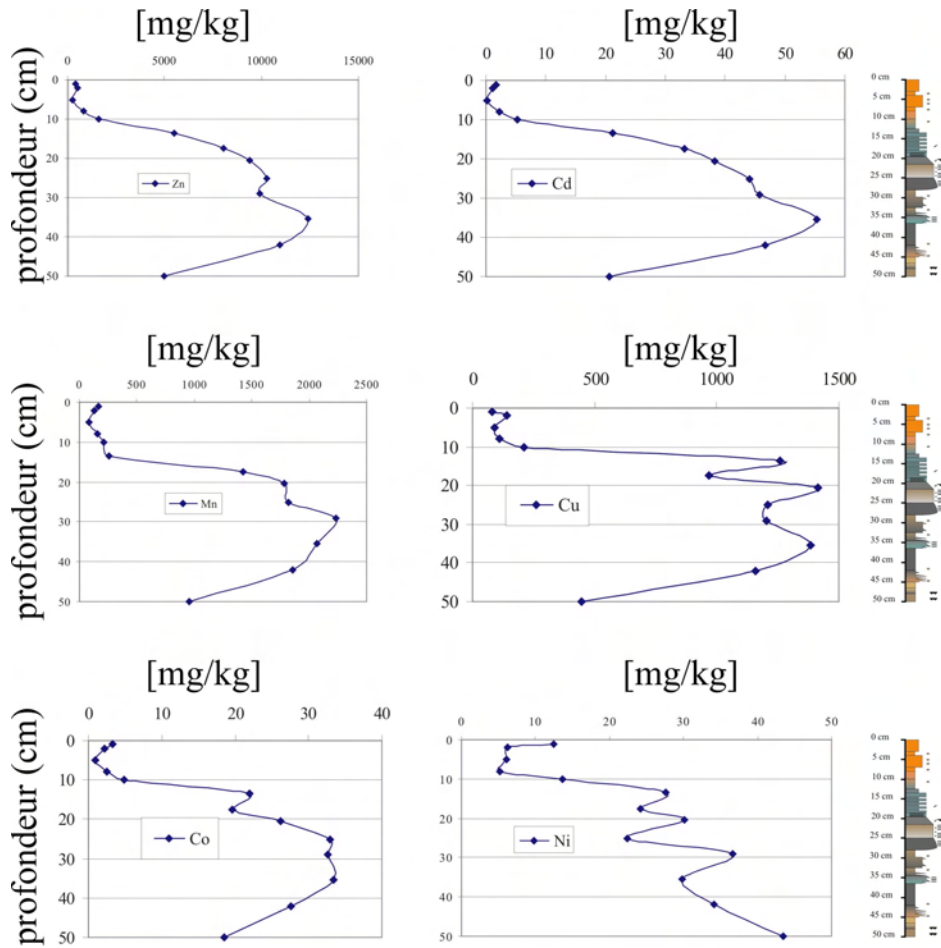 [mg/kg] [mg/kg]
0 5000 10000 15000
0 10 20 30 40 50 60
profondeur (cm)
0
10
20
30
40
50
Zn
0
10
20
30
40
50
Cd
0 cm
5 cm
10 cm
15 cm
20 cm
25 cm
30 cm
35 cm
40 cm
45 cm
50 cm
[mg/kg] [mg/kg]
0 500 1000 1500 2000 2500
0 500 1000 1500
profondeur (cm)
0
10
20
30
40
50
Mn
0
10
20
30
40
50
Cu
0 cm
5 cm
10 cm
15 cm
20 cm
25 cm
30 cm
35 cm
40 cm
45 cm
50 cm
[mg/kg] [mg/kg]
0 20 30 40
0 10 20 30 40 50
profondeur (cm)
0
10
20
30
40
50
Co
0
10
20
30
40
50
Ni
0 cm
5 cm
10 cm
15 cm
20 cm
25 cm
30 cm
35 cm
40 cm
45 cm
50 cm